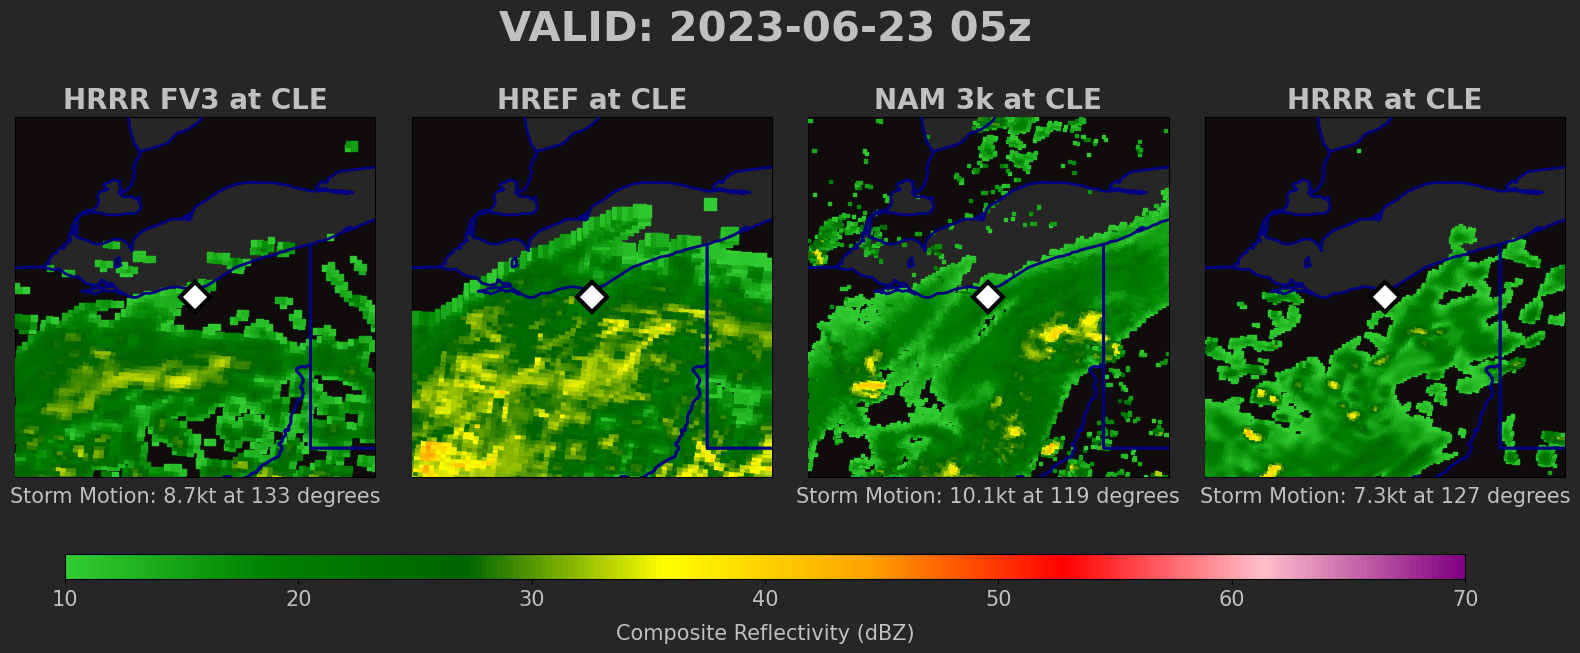 VALID: 2023-06-23 05z
HRRR FV3 at CLE
HREF at CLE
NAM 3k at CLE
HRRR at CLE
Storm Motion: 8.7kt at 133 degrees
Storm Motion: 10.1kt at 119 degrees
Storm Motion: 7.3kt at 127 degrees
10 20 30 40 50 60 70
Composite Reflectivity (dBZ)